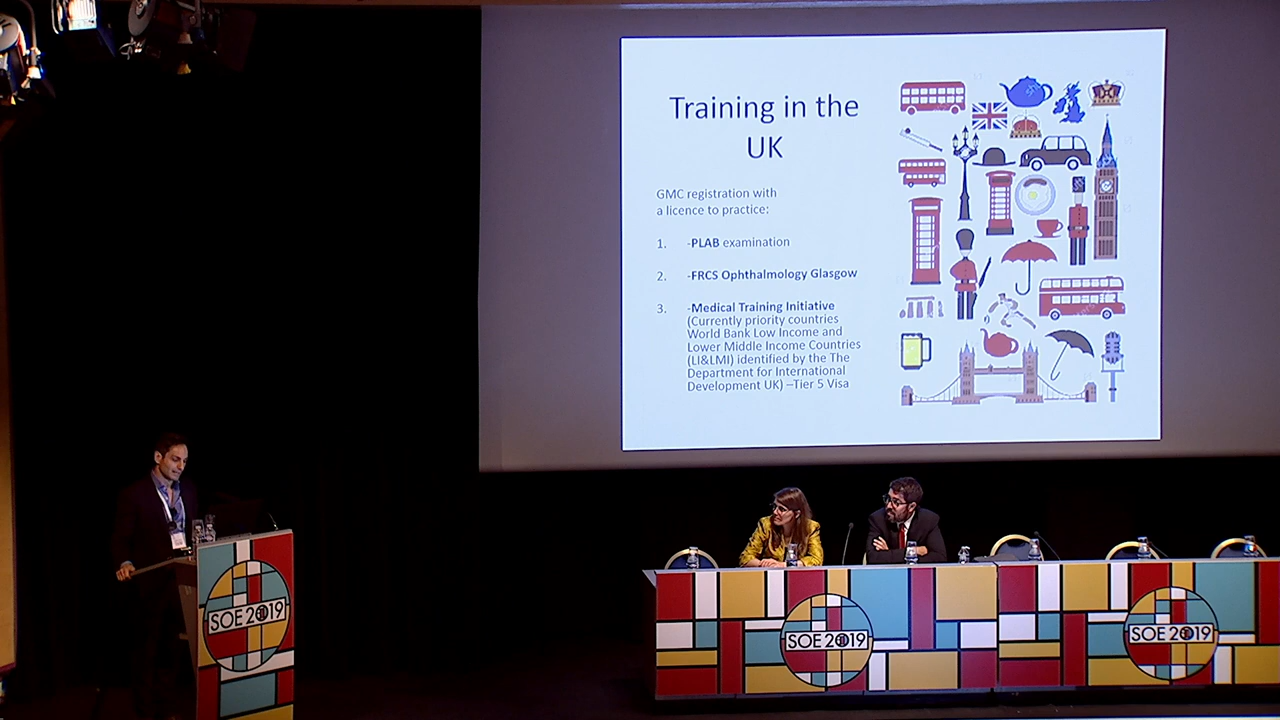 Training in the
UK
GMC registration with
a licence to practice:
1. -PLAB examination
2. -FRCS Ophthalmology Glasgow
3. -Medical Training Initiative
(Currently priority countries
World Bank Low Income and
Lower Middle Income Countries
(LI&LMI) identified by the The
Department for International
Development UK) –Tier 5 Visa
SOE 2019
SOE 2019
SOE 2019